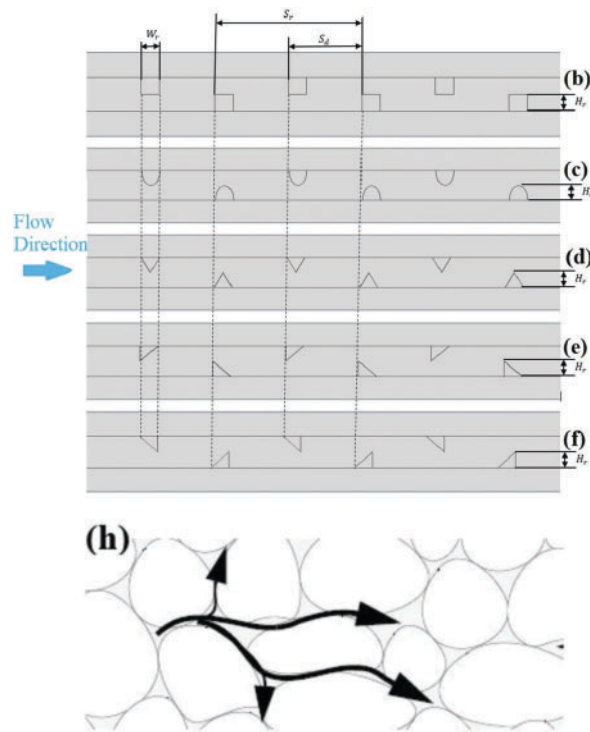 S_r
W_r
S_d
(b)
H_r
(c)
H
Flow
Direction
(d)
H_r
(e)
H_r
(f)
H_r
(h)